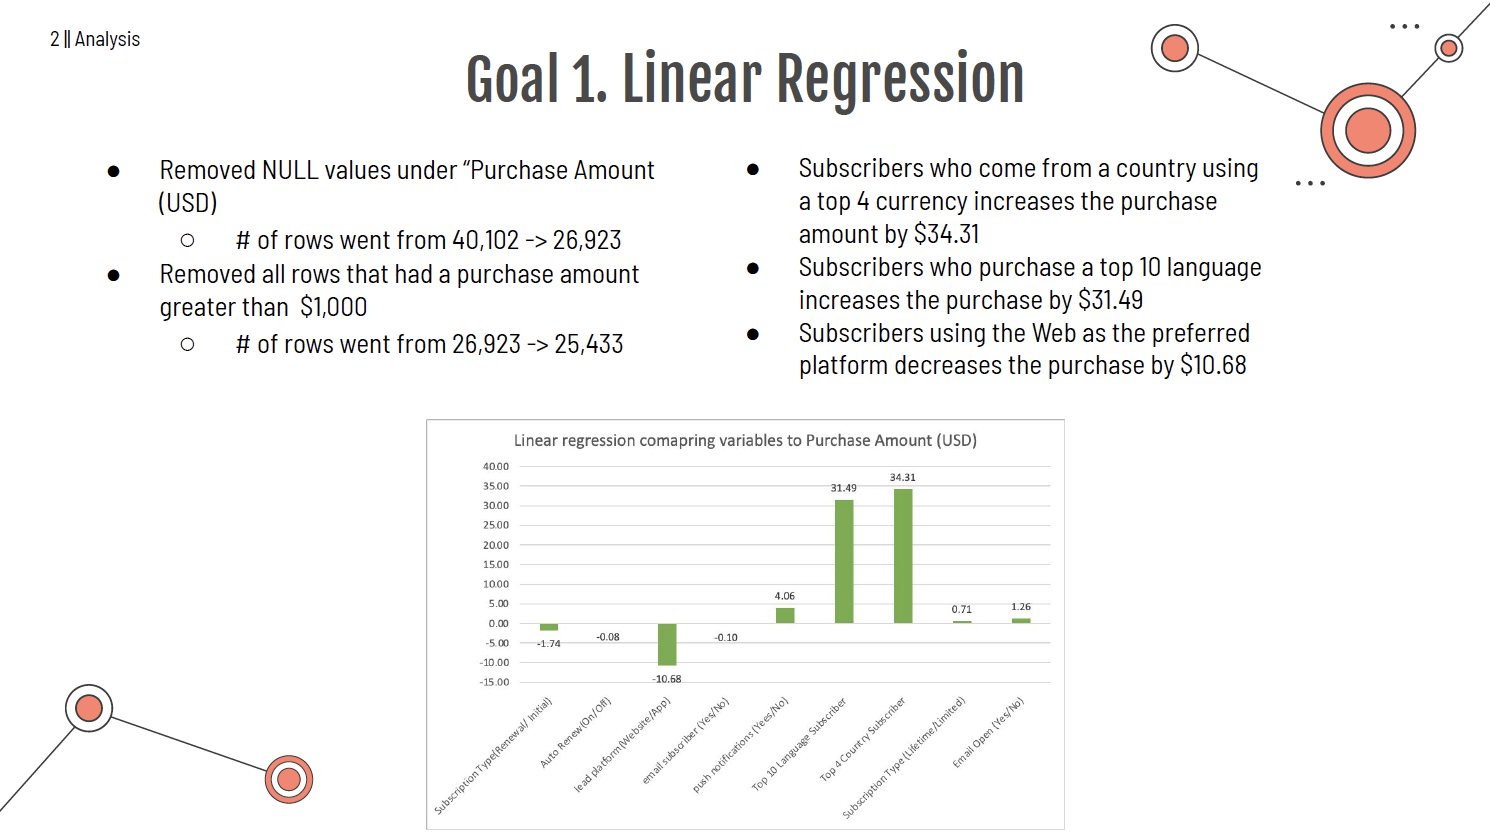 2 || Analysis
Goal 1. Linear Regression
● Removed NULL values under “Purchase Amount
(USD)
○ # of rows went from 40,102 -> 26,923
● Removed all rows that had a purchase amount
greater than $1,000
○ # of rows went from 26,923 -> 25,433
● Subscribers who come from a country using
a top 4 currency increases the purchase
amount by $34.31
● Subscribers who purchase a top 10 language
increases the purchase by $31.49
● Subscribers using the Web as the preferred
platform decreases the purchase by $10.68
Linear regression comapring variables to Purchase Amount (USD)
40.00
35.00
30.00
25.00
20.00
15.00
10.00
5.00
0.00
-5.00
-10.00
-15.00
-1.74
-0.08
-10.68
-0.10
4.06
31.49
34.31
0.71
1.26
Subscription Type(Renewal/ Initial)
Auto Renew(On/Off)
lead platform(Website/App)
email subscriber (Yes/No)
push notifications (Yees/No)
Top 10 Language Subscriber
Top 4 Country Subscriber
Subscription Type (Lifetime/Limited)
Email Open (Yes/No)